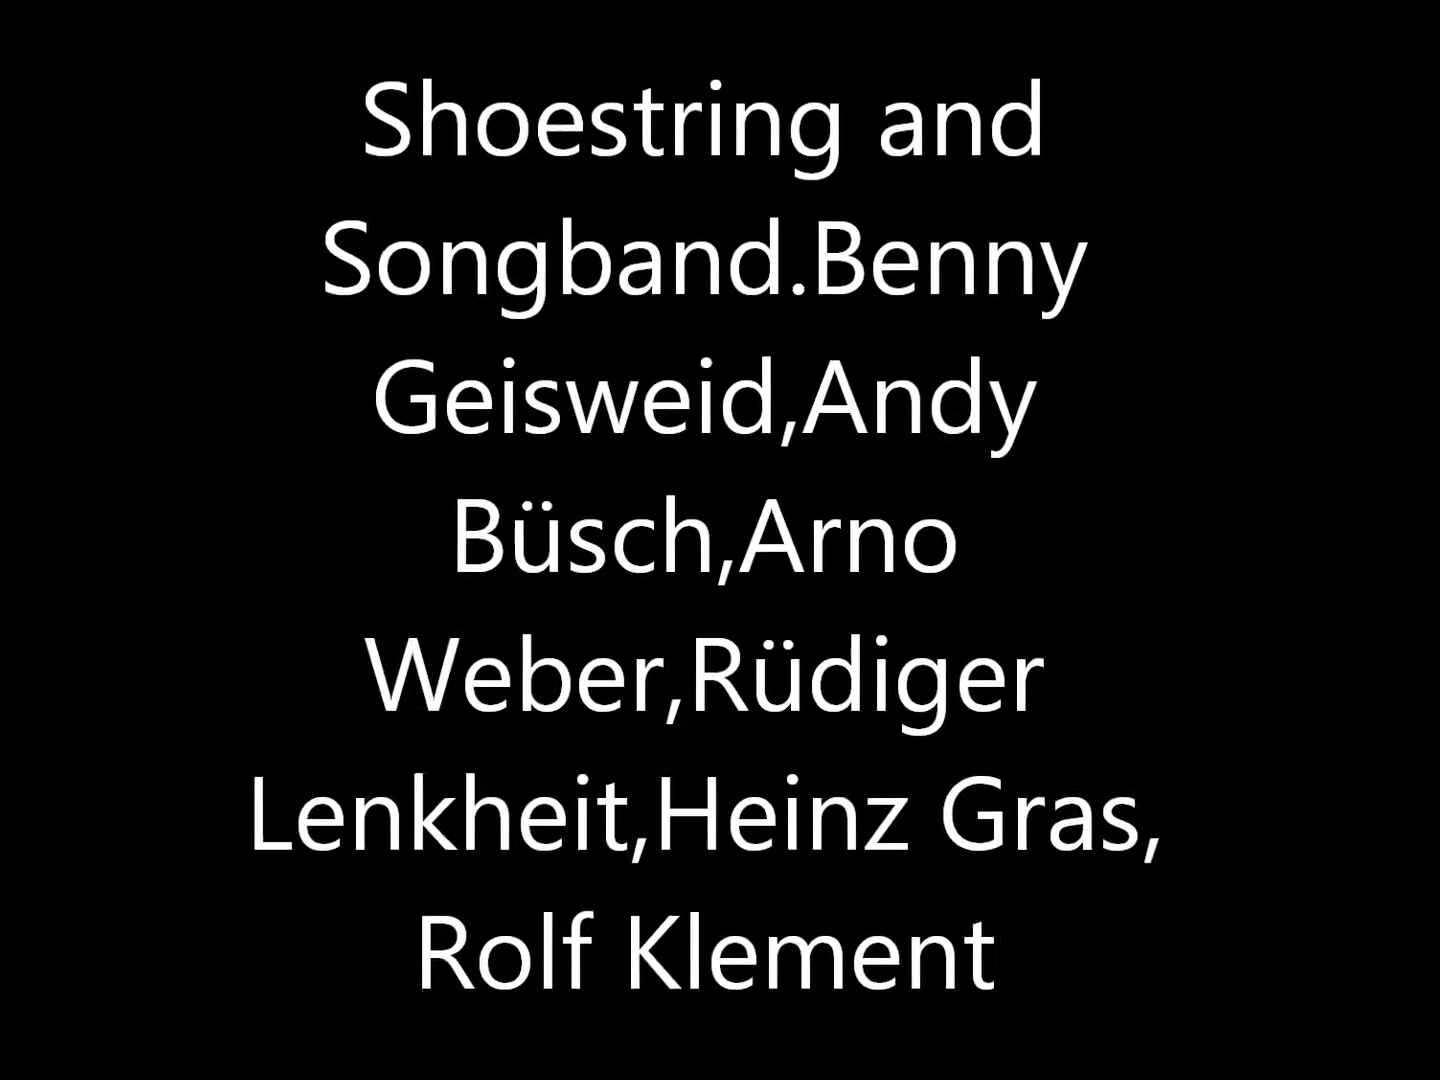 Shoestring and
Songband.Benny
Geisweid,Andy
Büsch,Arno
Weber,Rüdiger
Lenkheit,Heinz Gras,
Rolf Klement